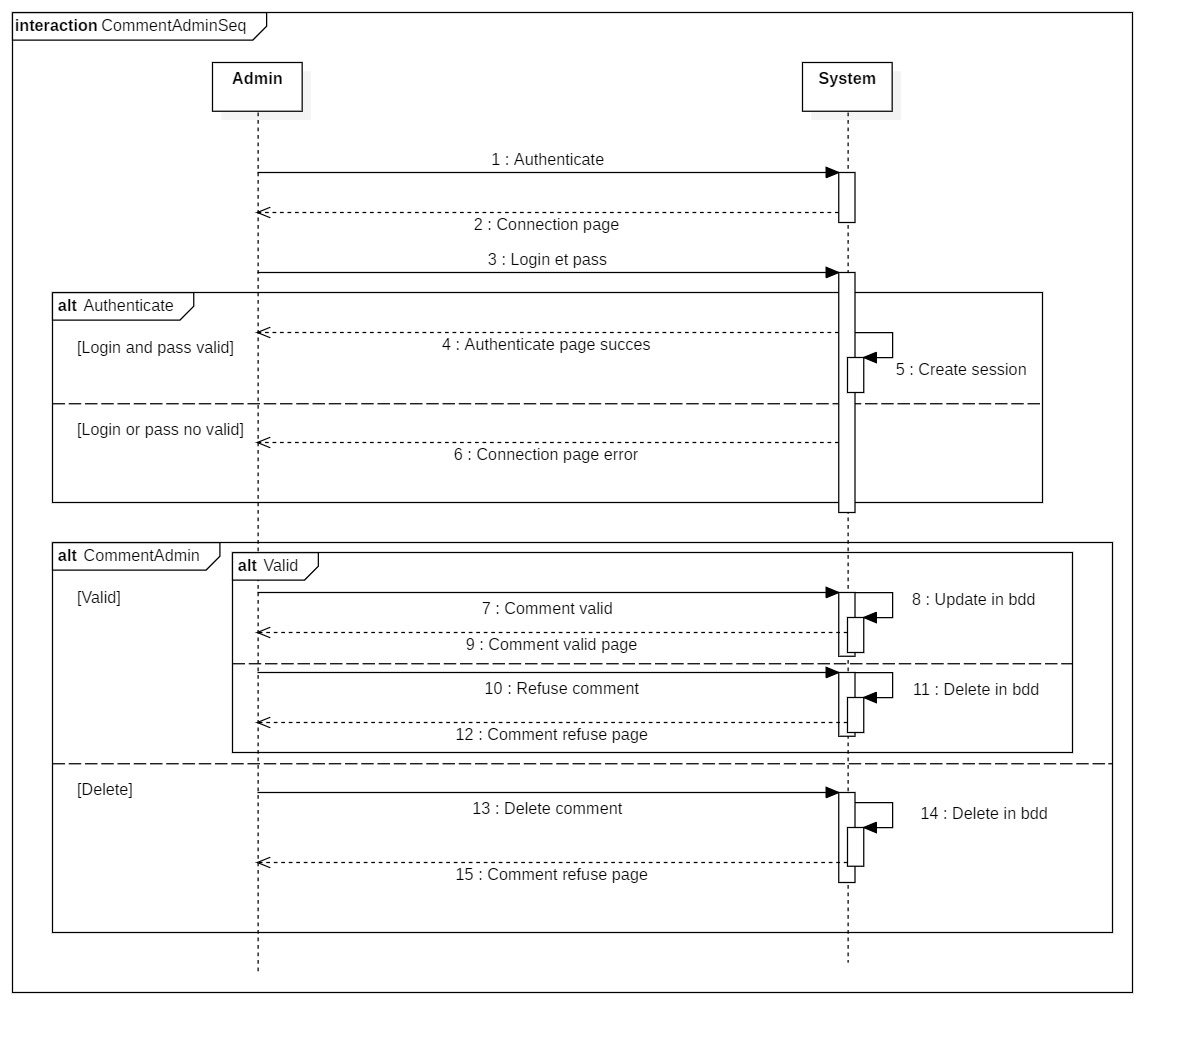 interaction CommentAdminSeq
Admin
System
1 : Authenticate
2 : Connection page
3 : Login et pass
alt Authenticate
[Login and pass valid]
4 : Authenticate page succes
5 : Create session
[Login or pass no valid]
6 : Connection page error
alt CommentAdmin
alt Valid
[Valid]
7 : Comment valid
8 : Update in bdd
9 : Comment valid page
10 : Refuse comment
11 : Delete in bdd
12 : Comment refuse page
[Delete]
13 : Delete comment
14 : Delete in bdd
15 : Comment refuse page